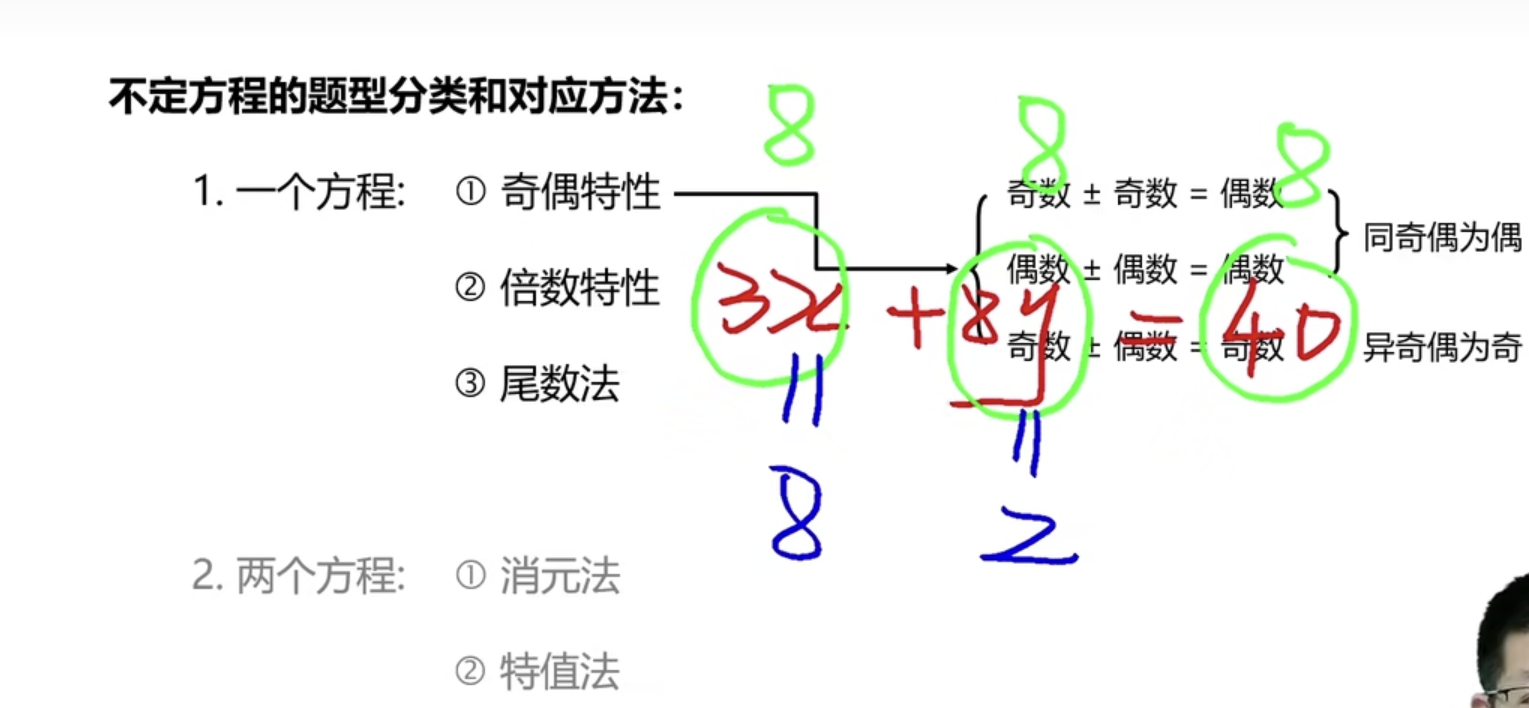 不定方程的题型分类和对应方法：
8 8 8
1. 一个方程: ① 奇偶特性
奇数 ± 奇数 = 偶数
同奇偶为偶
偶数 ± 偶数 = 偶数
② 倍数特性
3x + 8y = 40
奇数 ± 偶数 = 奇数 异奇偶为奇
③ 尾数法
= =
8 2
2. 两个方程: ① 消元法
② 特值法